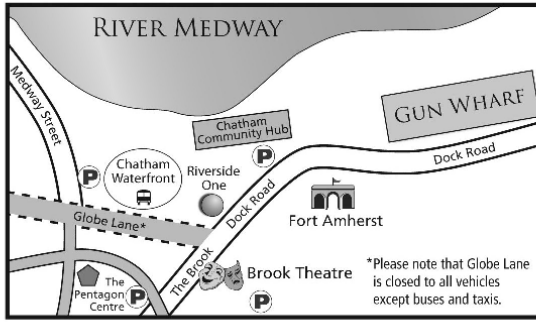 RIVER MEDWAY
Medway Street
GUN WHARF
Chatham
Community Hub
P
Dock Road
P
Chatham
Waterfront
Riverside
One
Dock Road
Fort Amherst
Globe Lane*
The Brook
Brook Theatre
The
Pentagon
Centre
P
P
*Please note that Globe Lane
is closed to all vehicles
except buses and taxis.